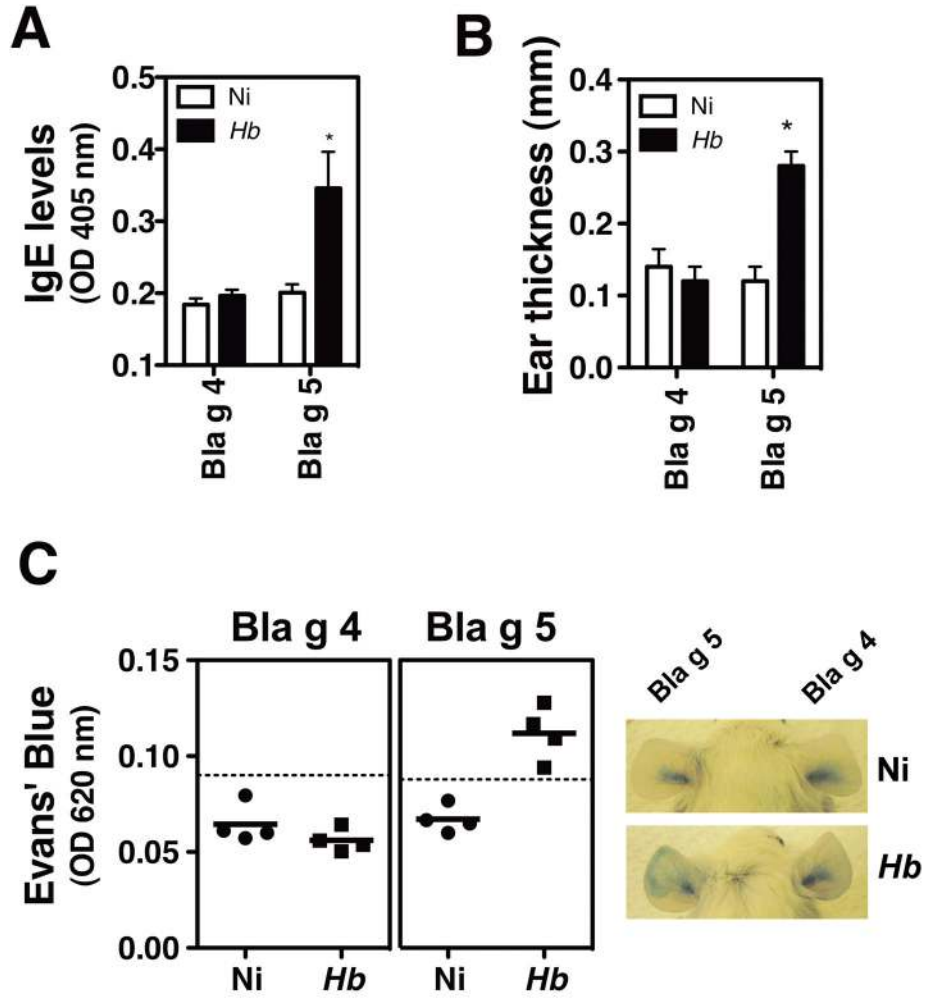 A
IgE levels
(OD 405 nm)
0.5
0.4
0.3
0.2
0.1
Ni
Hb
*
Bla g 4
Bla g 5
B
Ear thickness (mm)
0.4
0.3
0.2
0.1
0.0
Ni
Hb
*
Bla g 4
Bla g 5
C
Evans' Blue
(OD 620 nm)
Bla g 4
Bla g 5
0.15
0.10
0.05
0.00
Ni
Hb
Ni
Hb
Bla g 5
Bla g 4
Ni
Hb